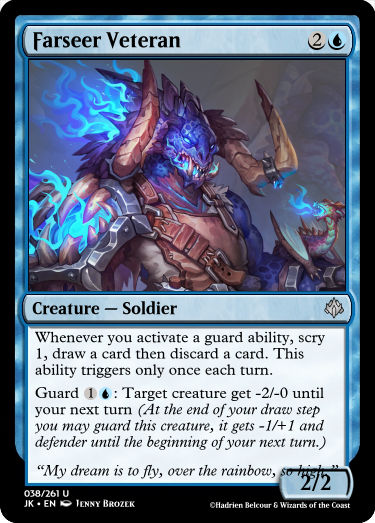 Farseer Veteran 2
Creature — Soldier
Whenever you activate a guard ability, scry
1, draw a card then discard a card. This
ability triggers only once each turn.
Guard 1 : Target creature get -2/-0 until
your next turn (At the end of your draw step
you may guard this creature, it gets -1/+1 and
defender until the beginning of your next turn.)
“My dream is to fly, over the rainbow, so high.”
2/2
038/261 U
JK • EN Jenny Brozek
©Hadrien Belcour & Wizards of the Coast